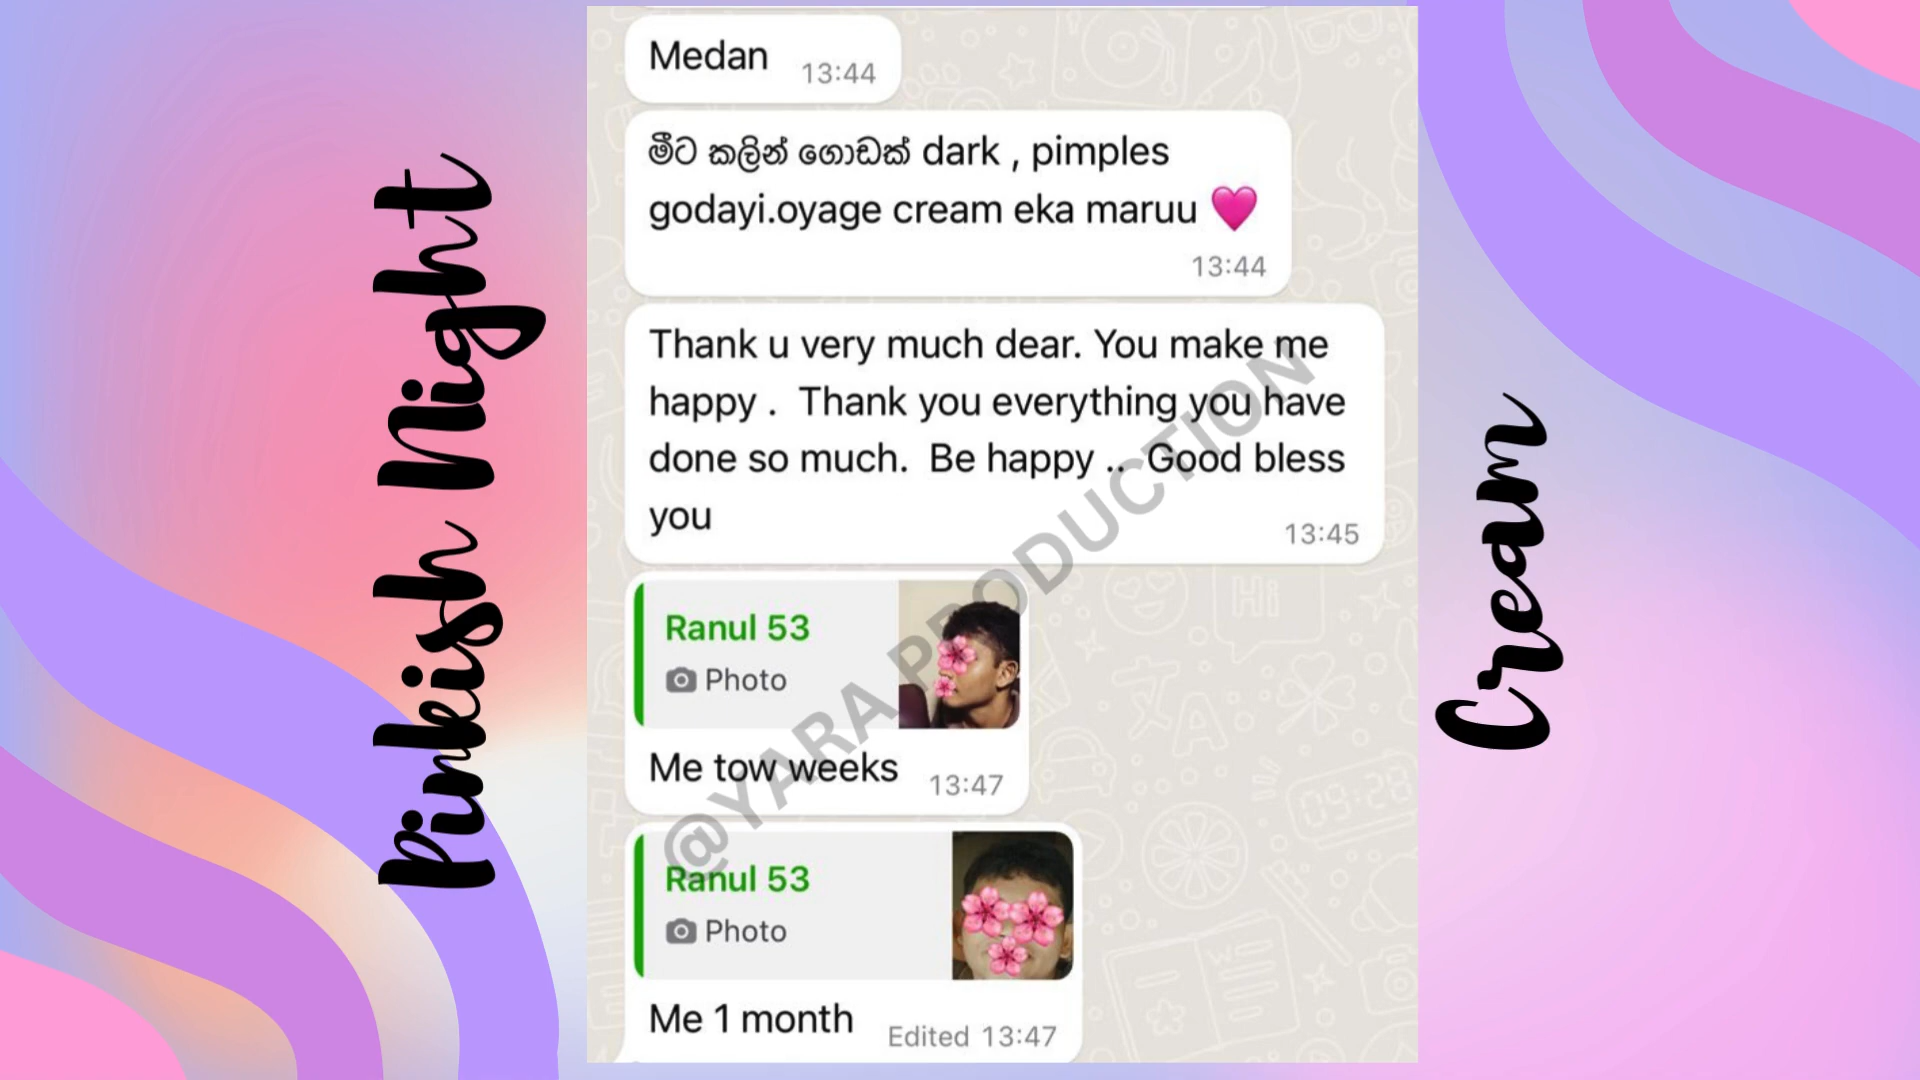 Pinkish Night
Medan
13:44
මීට කලින් ගොඩක් dark , pimples
godayi.oyage cream eka maruu 🩷
13:44
Thank u very much dear. You make me
happy .  Thank you everything you have
done so much.  Be happy ..  Good bless
you
13:45
Ranul 53
Photo
Me tow weeks
13:47
Ranul 53
Photo
Me 1 month
Edited 13:47
@YARA PRODUCTION
Cream